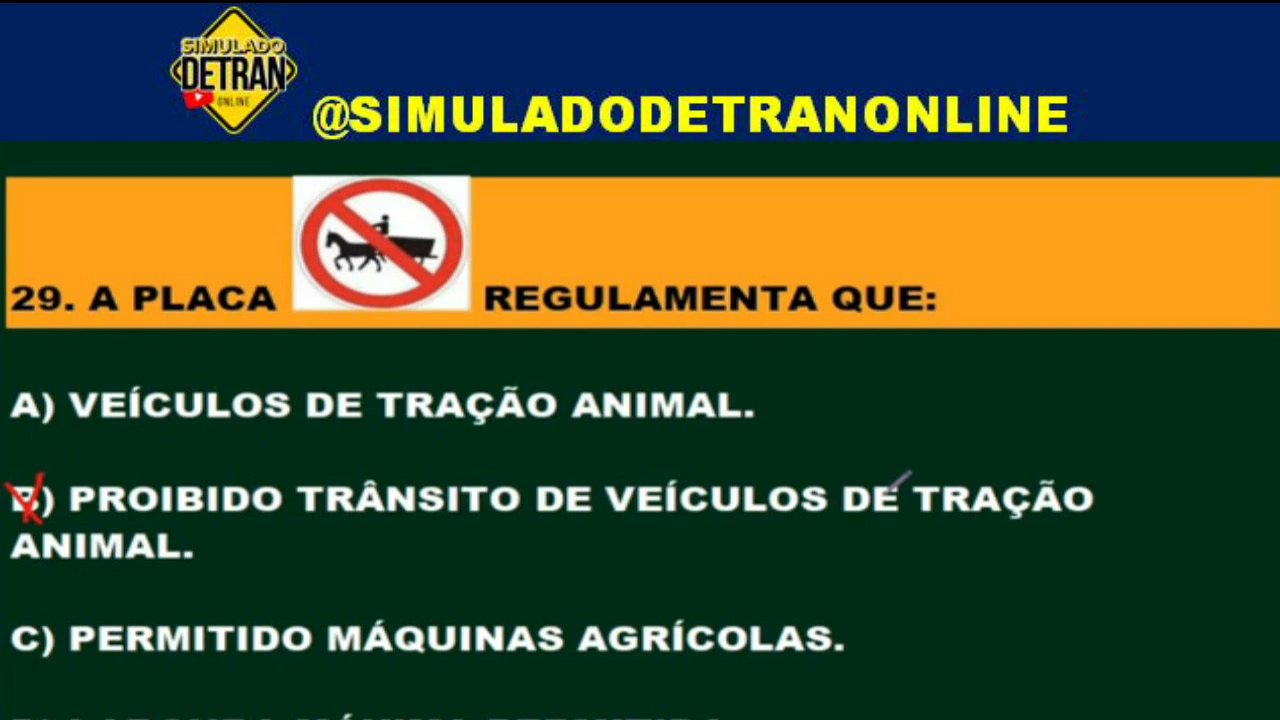 SIMULADO
DETRAN
ONLINE
@SIMULADODETRANONLINE
29. A PLACA REGULAMENTA QUE:
A) VEÍCULOS DE TRAÇÃO ANIMAL.
B) PROIBIDO TRÂNSITO DE VEÍCULOS DE TRAÇÃO
ANIMAL.
C) PERMITIDO MÁQUINAS AGRÍCOLAS.